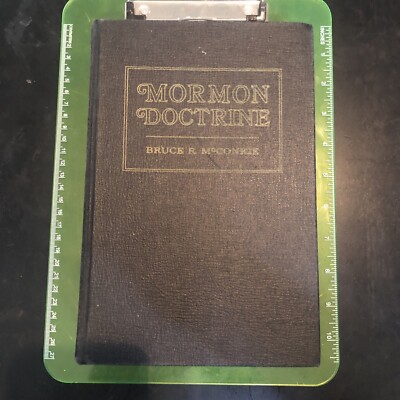 MORMON
DOCTRINE
BRUCE R. McCONKIE